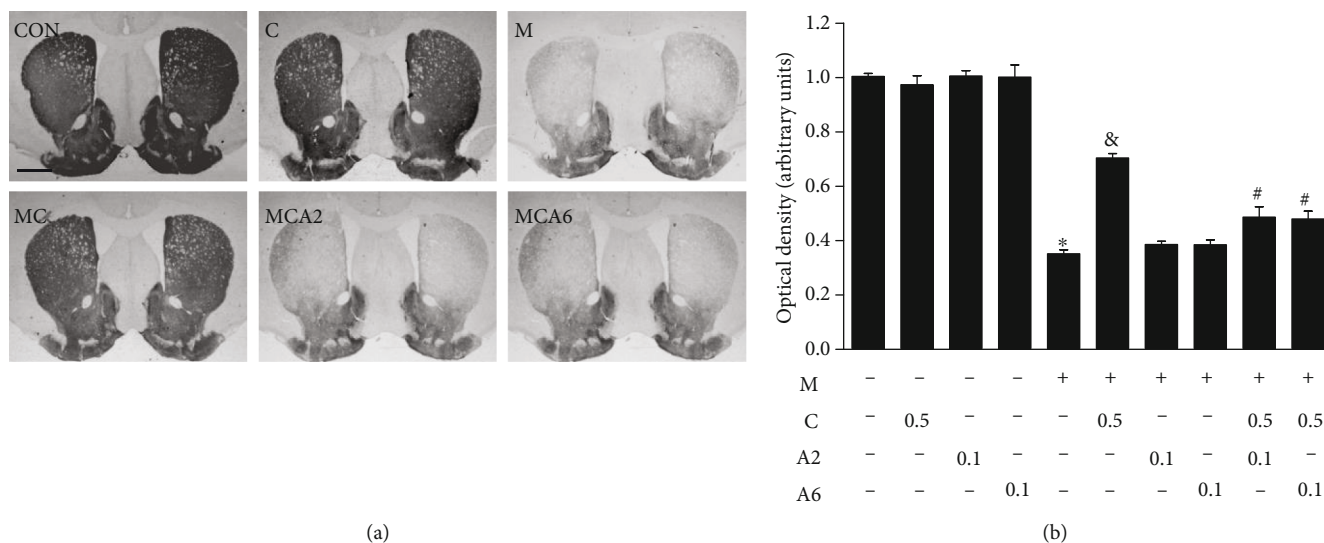 CON
C
M
MC
MCA2
MCA6
(a)
Optical density (arbitrary units)
1.2
1.0
0.8
0.6
0.4
0.2
0.0
*
&
#
#
M – – – – + + + + + +
C – 0.5 – – – 0.5 – – 0.5 0.5
A2 – – 0.1 – – – 0.1 – 0.1 –
A6 – – – 0.1 – – – 0.1 – 0.1
(b)